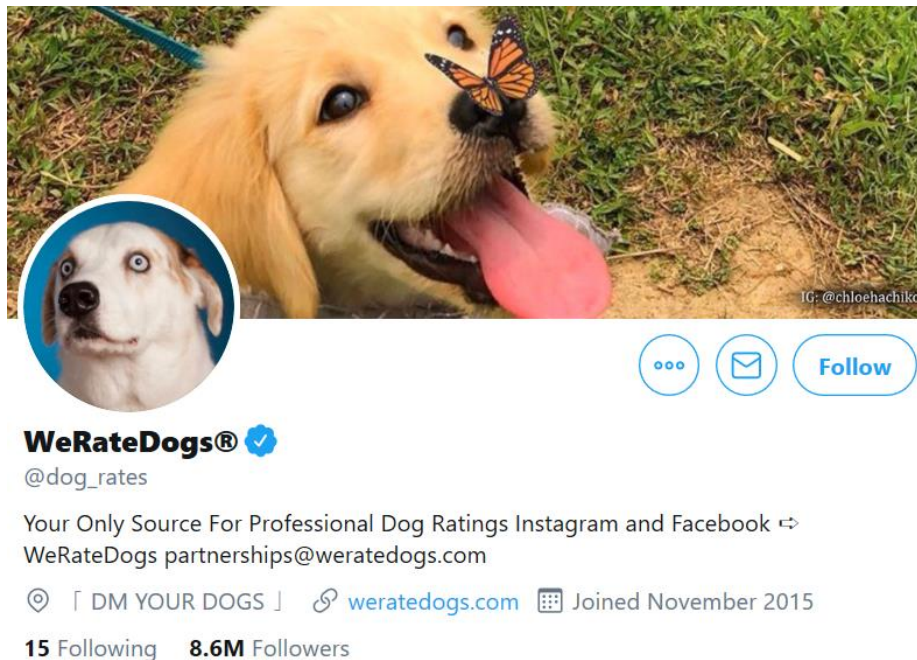 IG: @chloehachiko
Follow
WeRateDogs®
@dog_rates
Your Only Source For Professional Dog Ratings Instagram and Facebook ➪
WeRateDogs partnerships@weratedogs.com
「 DM YOUR DOGS 」 weratedogs.com Joined November 2015
15 Following 8.6M Followers